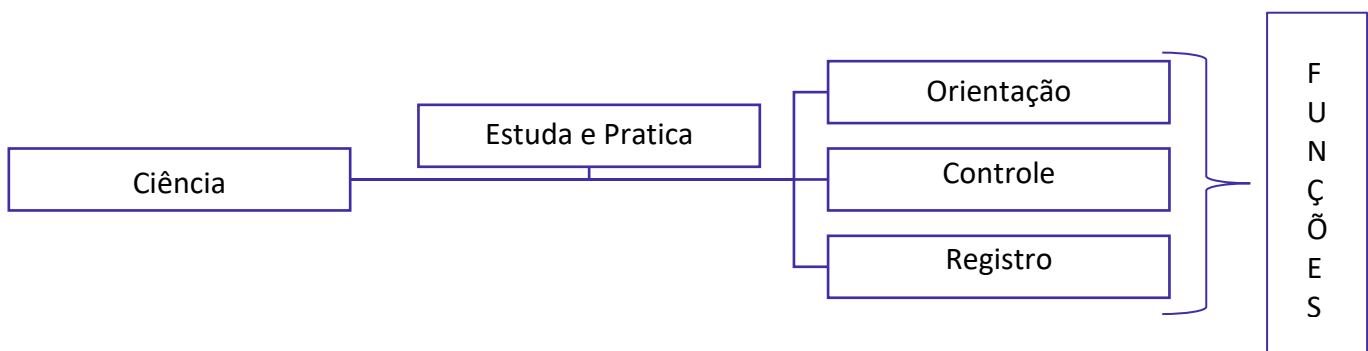 Ciência
Estuda e Pratica
Orientação
Controle
Registro
F
U
N
Ç
Õ
E
S